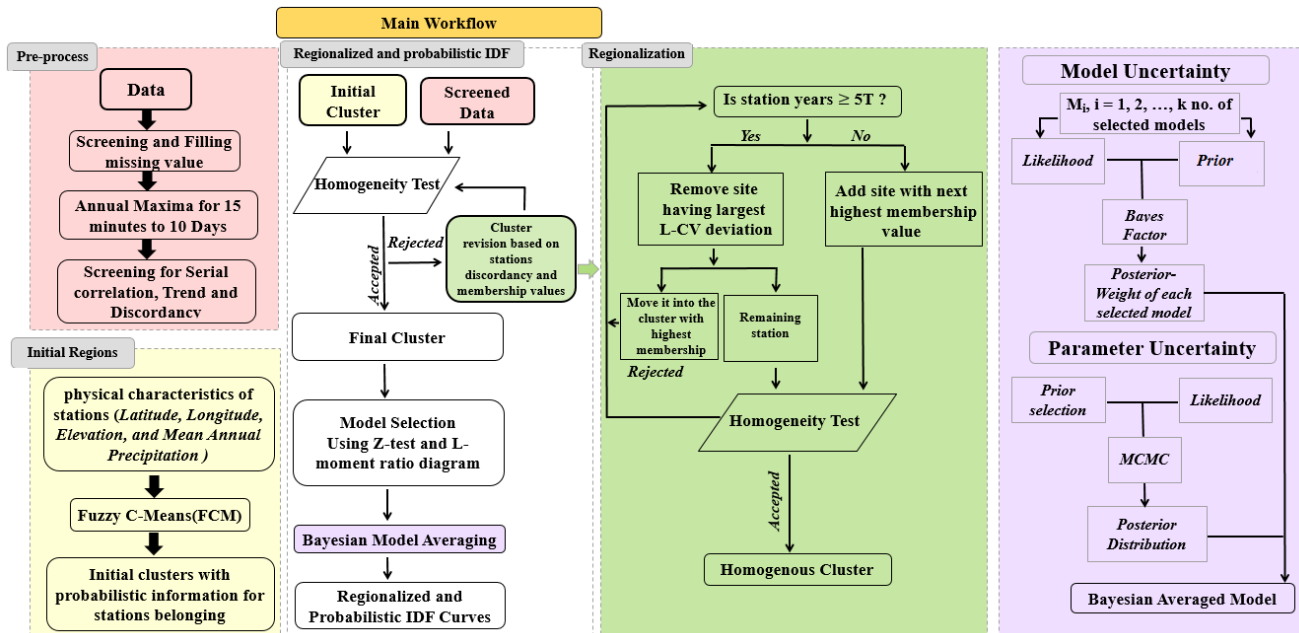 Main Workflow
Pre-process
Data
Screening and Filling
missing value
Annual Maxima for 15
minutes to 10 Days
Screening for Serial
correlation, Trend and
Discordancy
Initial Regions
physical characteristics of
stations (Latitude, Longitude,
Elevation, and Mean Annual
Precipitation )
Fuzzy C-Means(FCM)
Initial clusters with
probabilistic information for
stations belonging
Regionalized and probabilistic IDF
Initial
Cluster
Screened
Data
Homogeneity Test
Rejected
Accepted
Cluster
revision based on
stations
discordancy and
membership values
Final Cluster
Model Selection
Using Z-test and L-
moment ratio diagram
Bayesian Model Averaging
Regionalized and
Probabilistic IDF Curves
Regionalization
Is station years ≥ 5T ?
Yes
No
Remove site
having largest
L-CV deviation
Add site with next
highest membership
value
Move it into the
cluster with
highest
membership
Remaining
station
Rejected
Homogeneity Test
Accepted
Homogenous Cluster
Model Uncertainty
Mi, i = 1, 2, …, k no. of
selected models
Likelihood
Prior
Bayes
Factor
Posterior-
Weight of each
selected model
Parameter Uncertainty
Prior
selection
Likelihood
MCMC
Posterior
Distribution
Bayesian Averaged Model